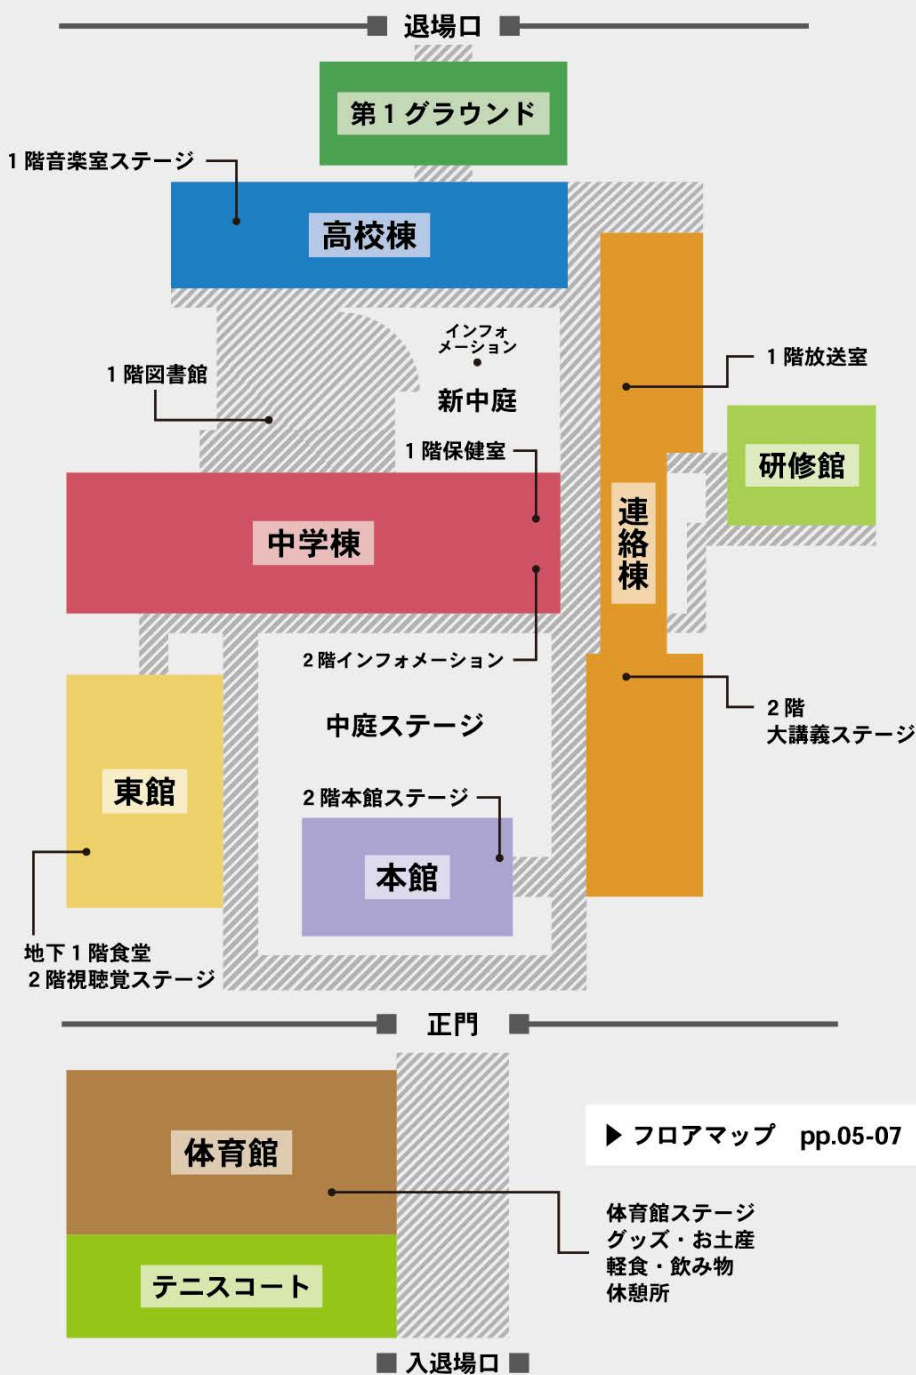 退場口
第1グラウンド
1階音楽室ステージ
高校棟
インフォ
メーション
1階放送室
1階図書館
新中庭
1階保健室
研修館
連絡棟
中学棟
2階インフォメーション
中庭ステージ
2階
大講義ステージ
東館
2階本館ステージ
本館
地下1階食堂
2階視聴覚ステージ
正門
▶ フロアマップ pp.05-07
体育館
体育館ステージ
グッズ・お土産
軽食・飲み物
休憩所
テニスコート
入退場口